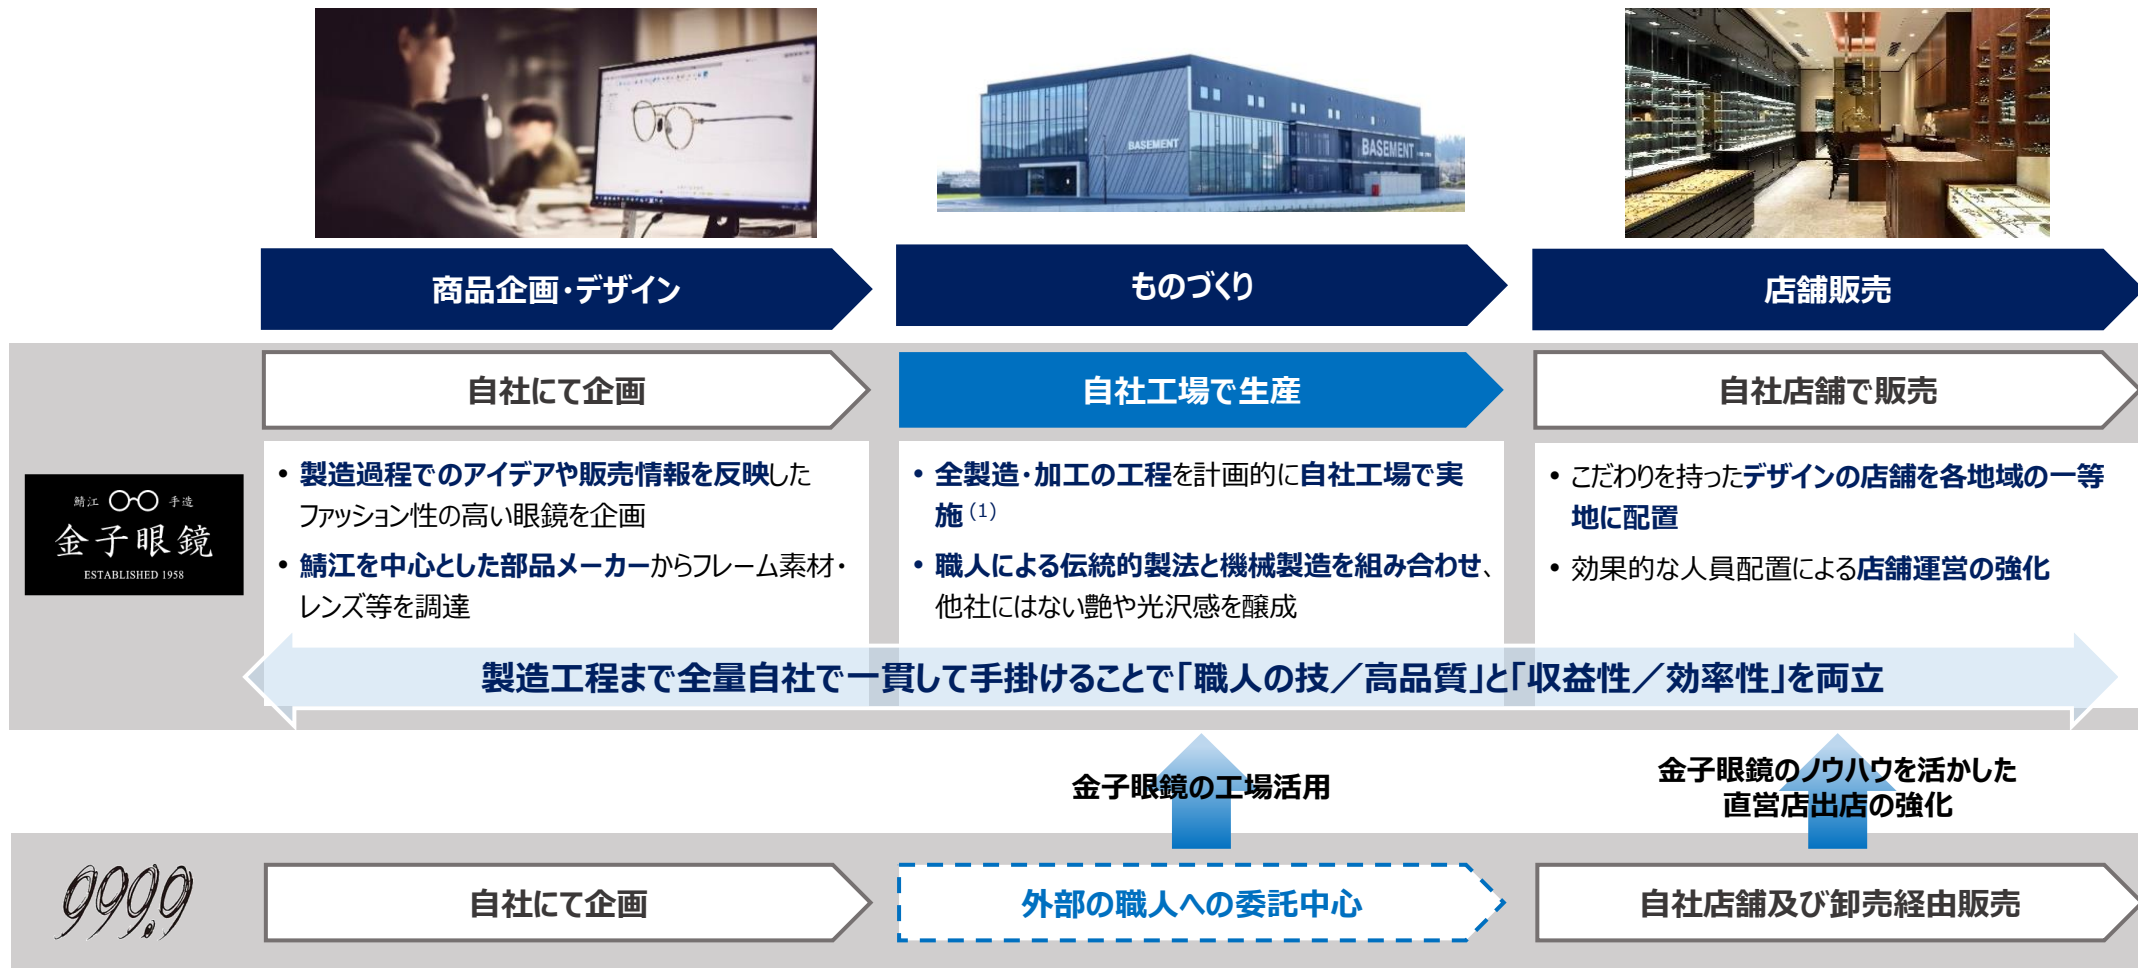 BASEMENT
BASEMENT
商品企画･デザイン
ものづくり
店舗販売
自社にて企画
自社工場で生産
自社店舗で販売
鯖江 手造
金子眼鏡
ESTABLISHED 1958
• 製造過程でのアイデアや販売情報を反映した
ファッション性の高い眼鏡を企画
• 鯖江を中心とした部品メーカーからフレーム素材・
レンズ等を調達
• 全製造･加工の工程を計画的に自社工場で実
施 (1)
• 職人による伝統的製法と機械製造を組み合わせ、
他社にはない艶や光沢感を醸成
• こだわりを持ったデザインの店舗を各地域の一等
地に配置
• 効果的な人員配置による店舗運営の強化
製造工程まで全量自社で一貫して手掛けることで「職人の技／高品質」と「収益性／効率性」を両立
金子眼鏡の工場活用
金子眼鏡のノウハウを活かした
直営店出店の強化
999.9
自社にて企画
外部の職人への委託中心
自社店舗及び卸売経由販売